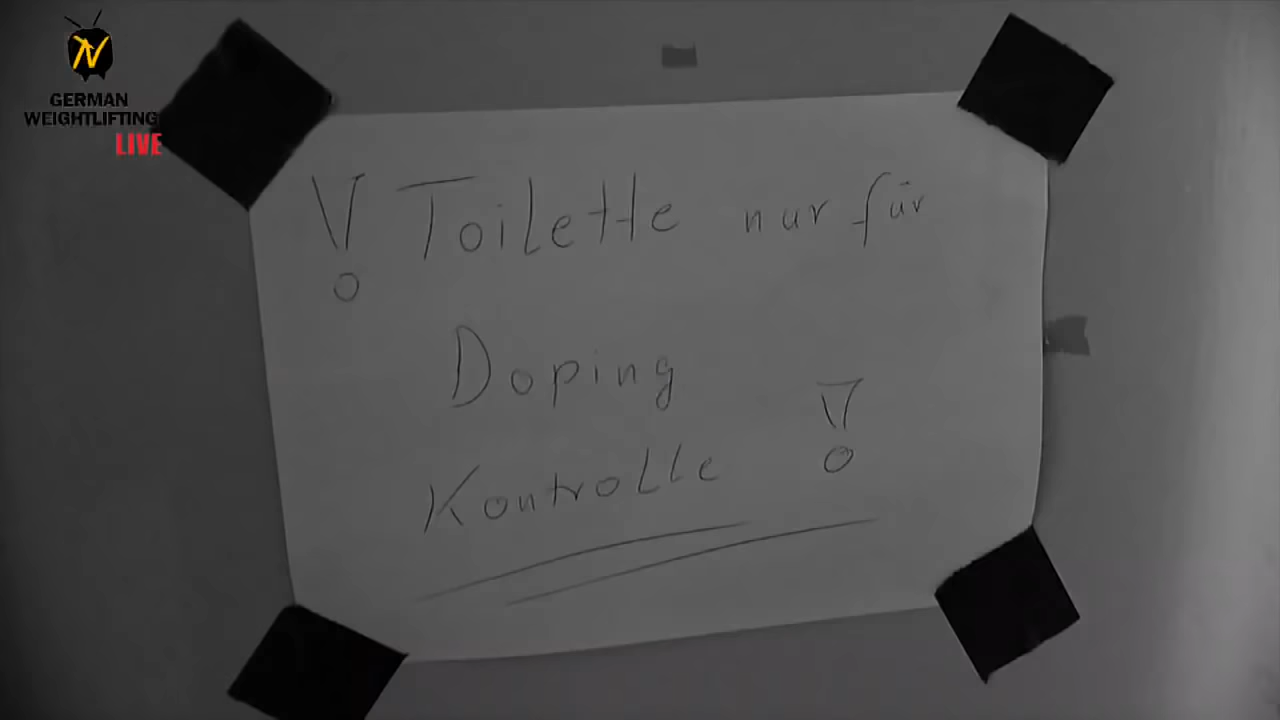 GERMAN
WEIGHTLIFTING
LIVE
! Toilette nur für
Doping
Kontrolle !